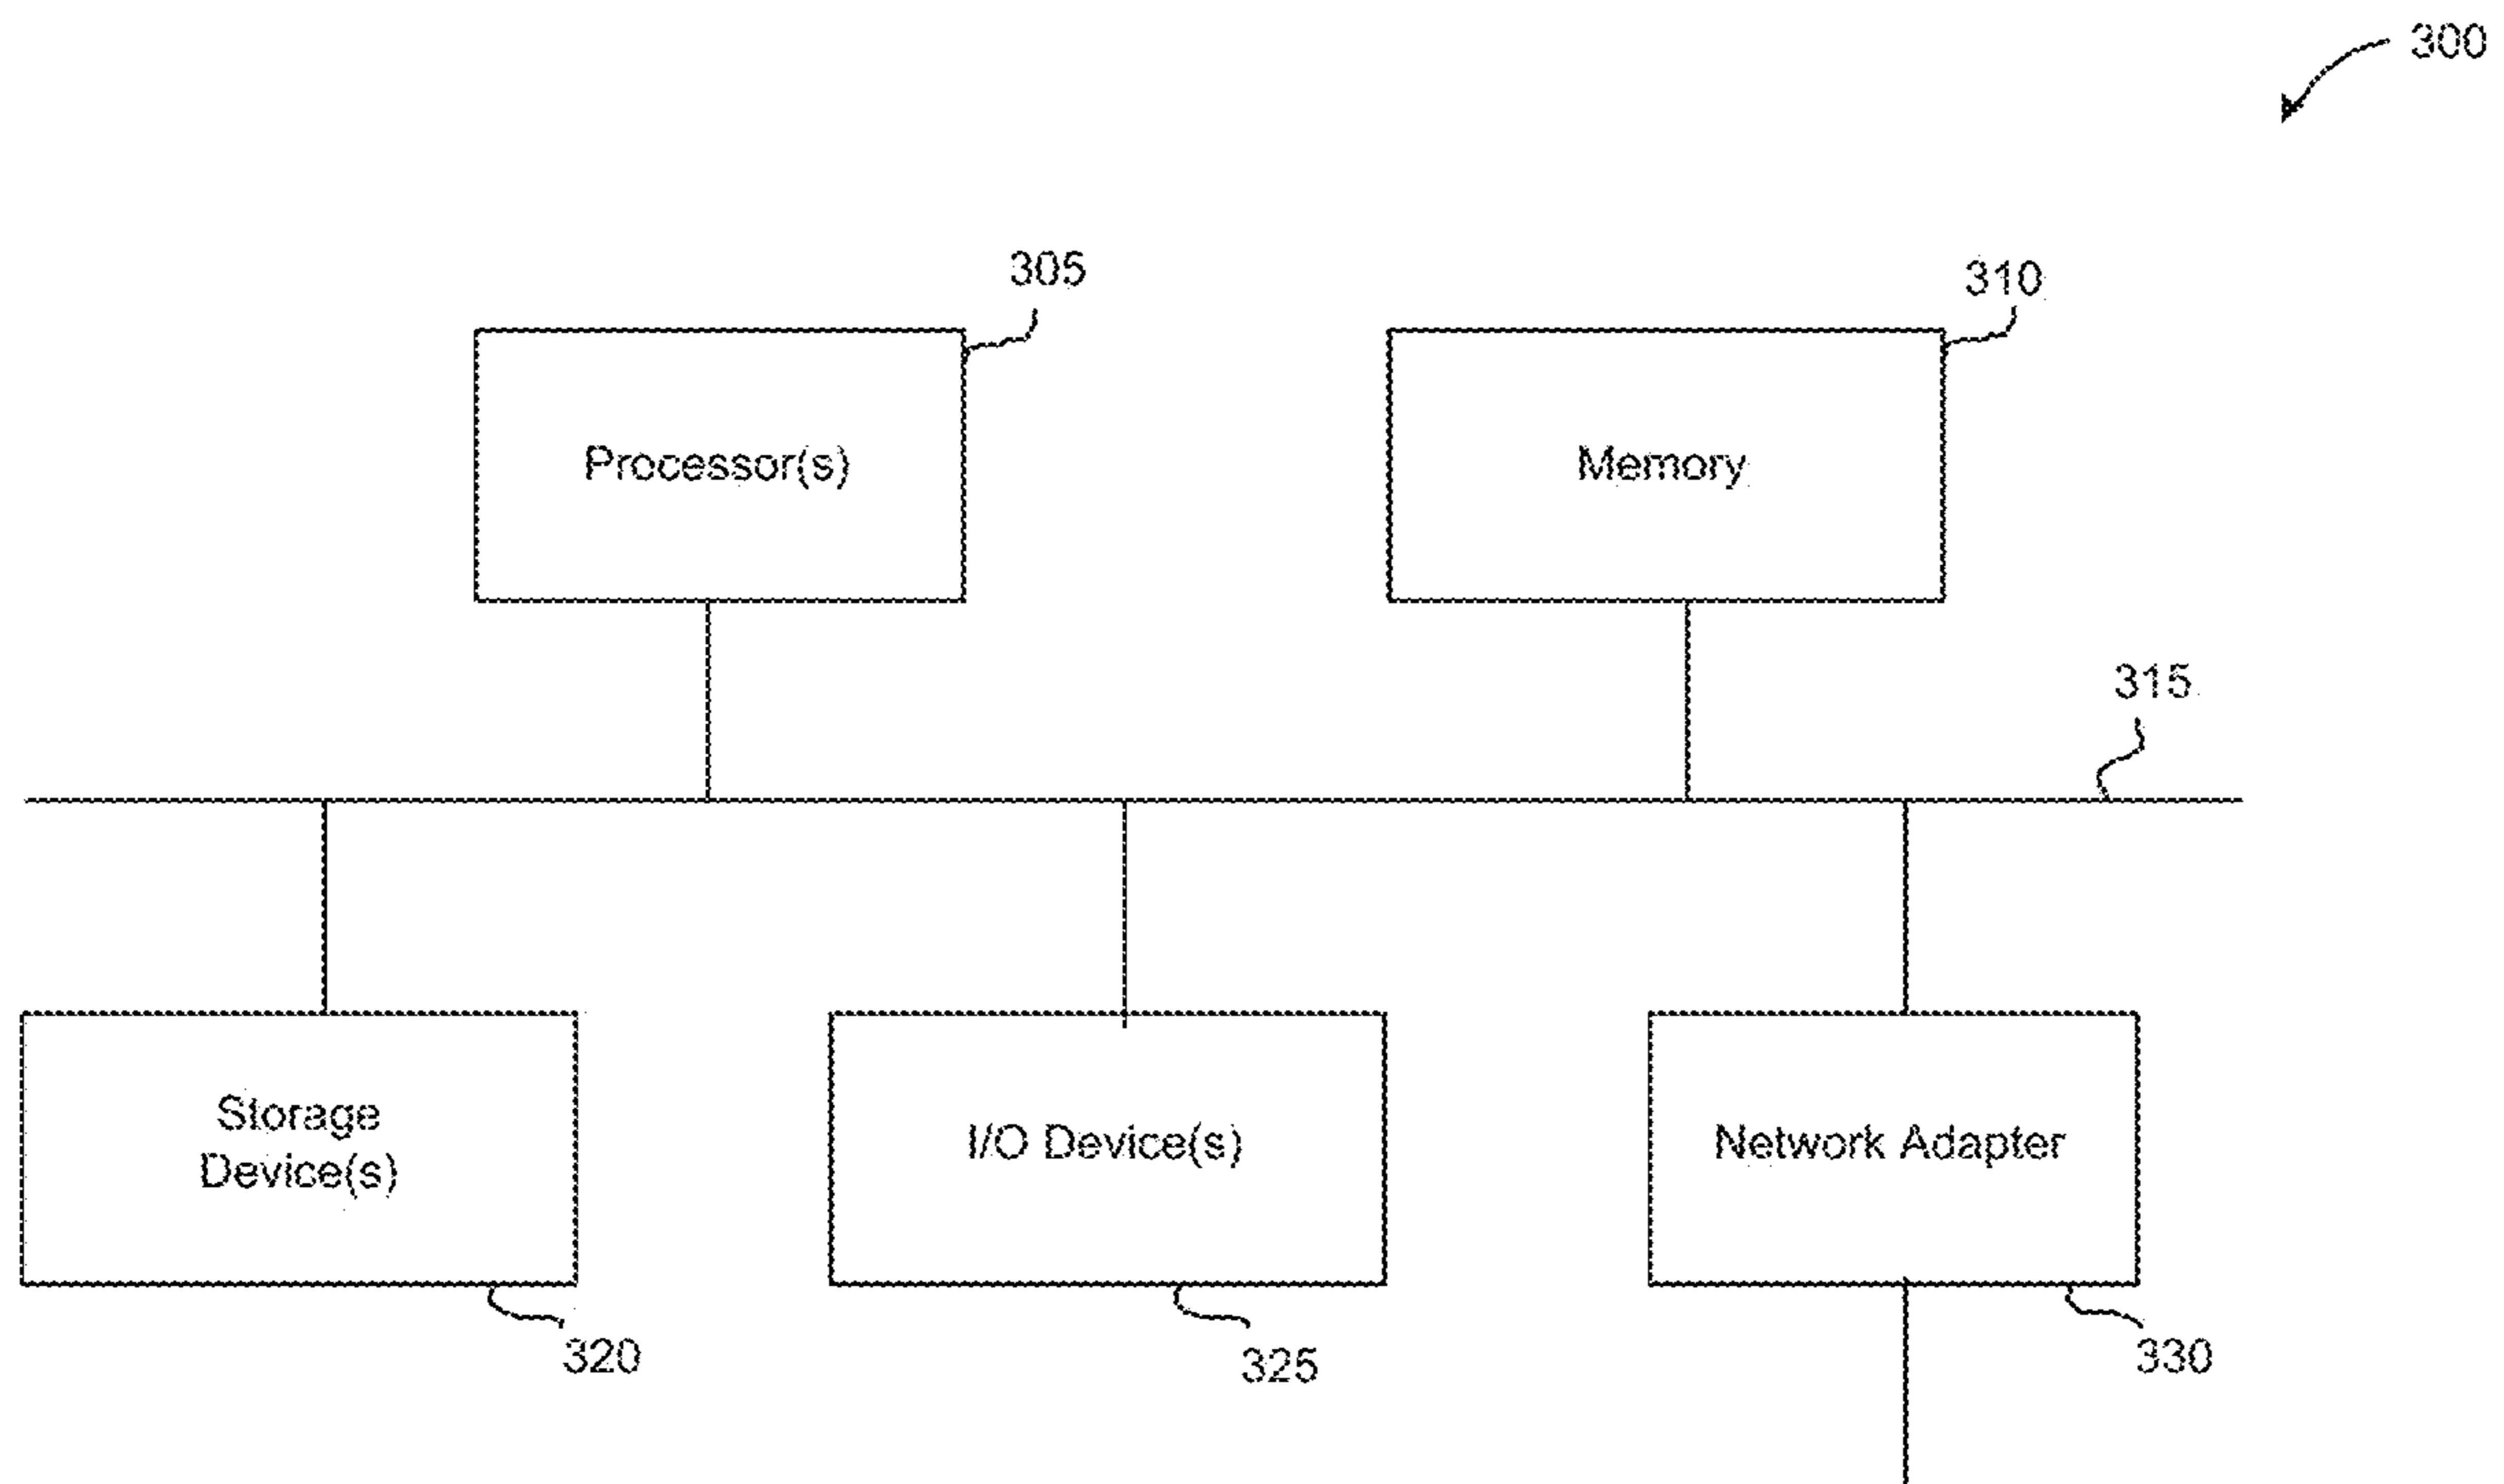 300
305
310
Processor(s)
Memory
315
Storage
Device(s)
I/O Device(s)
Network Adapter
320
325
330